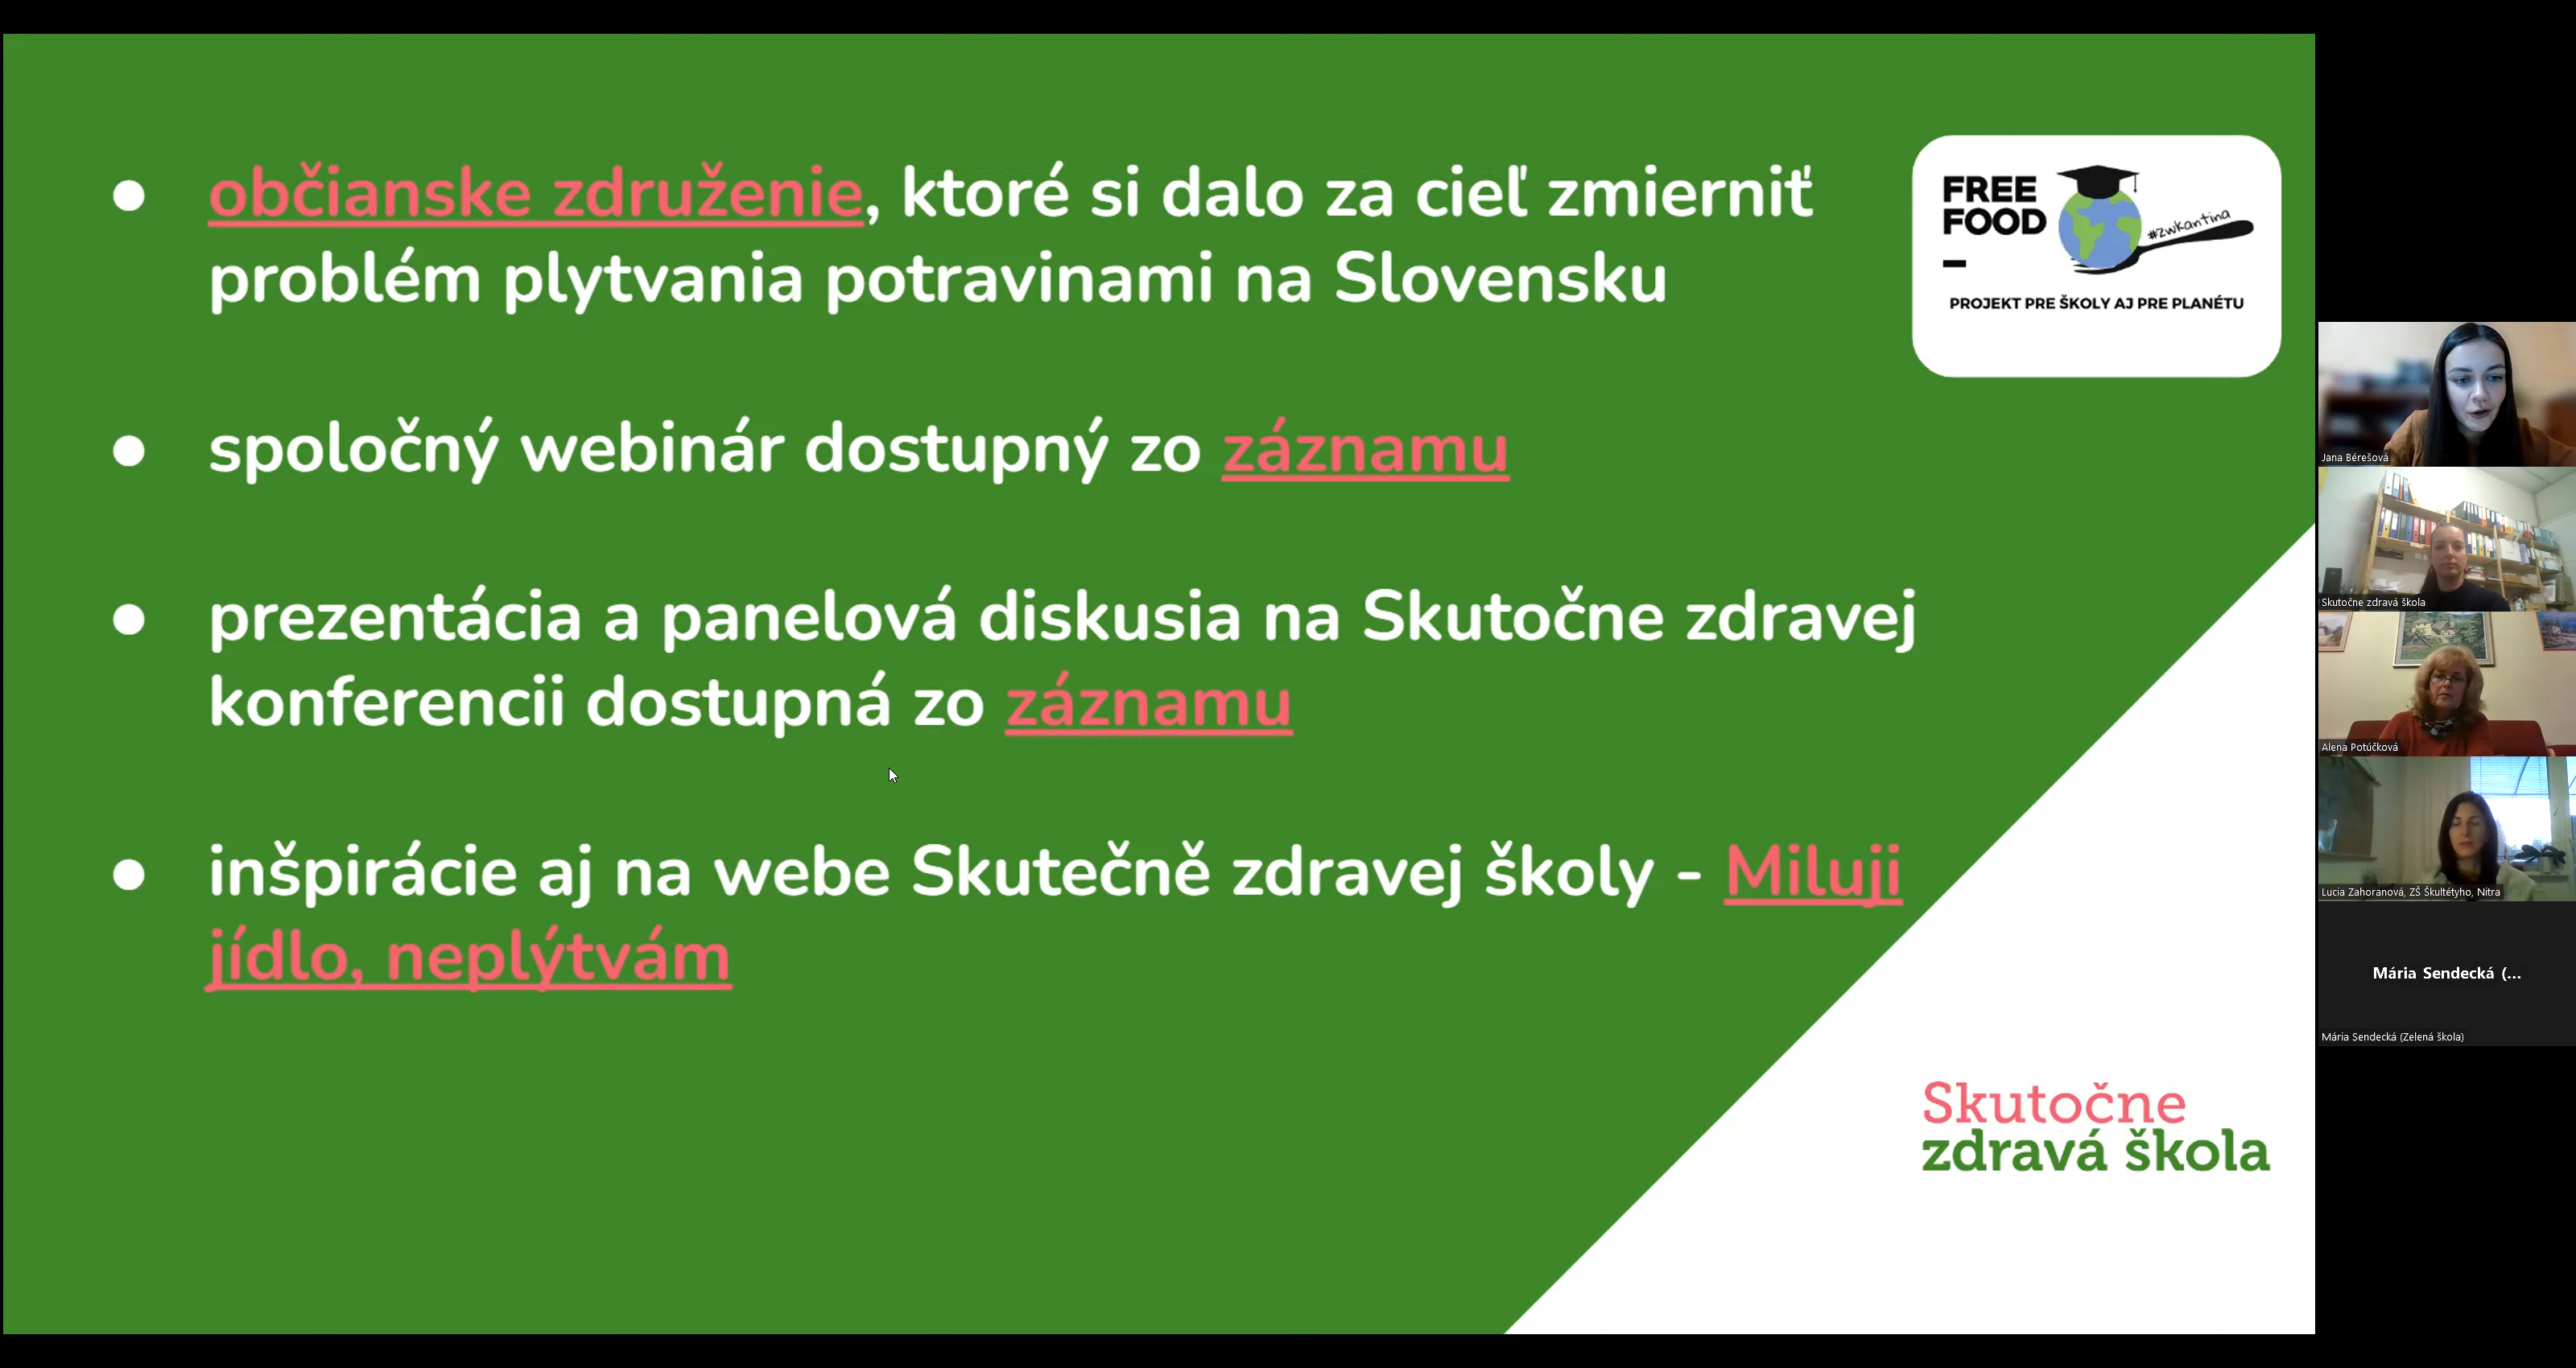 občianske združenie, ktoré si dalo za cieľ zmierniť
problém plytvania potravinami na Slovensku
spoločný webinár dostupný zo záznamu
prezentácia a panelová diskusia na Skutočne zdravej
konferencii dostupná zo záznamu
inšpirácie aj na webe Skutečně zdravej školy - Miluji
jídlo, neplýtvám
FREE
FOOD
#zwkantina
PROJEKT PRE ŠKOLY AJ PRE PLANÉTU
Skutočne
zdravá škola
Jana Bérešová
Skutočne zdravá škola
Alena Potúčková
Lucia Zahoranová, ZŠ Škultétyho, Nitra
Mária Sendecká (...
Mária Sendecká (Zelená škola)